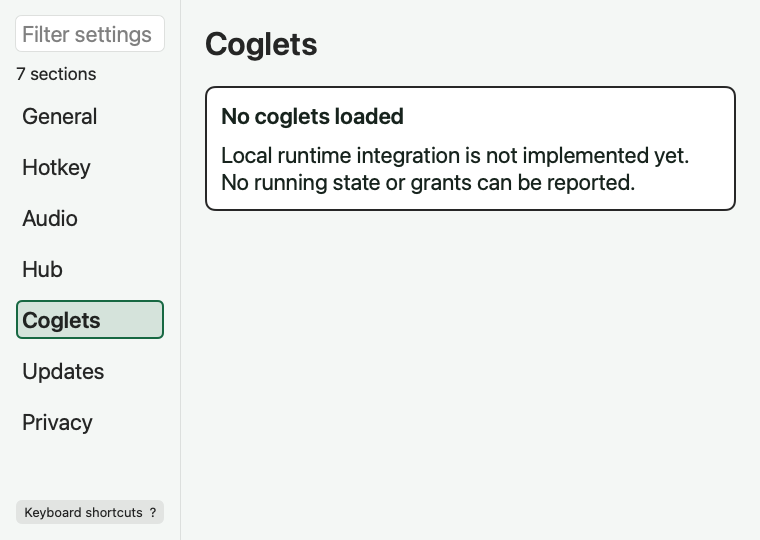 Filter settings
7 sections
General
Hotkey
Audio
Hub
Coglets
Updates
Privacy
Keyboard shortcuts ?
Coglets
No coglets loaded
Local runtime integration is not implemented yet.
No running state or grants can be reported.